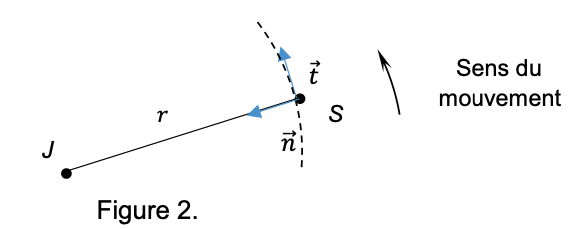 t⃗
Sens du
mouvement
r
S
J
n⃗
Figure 2.